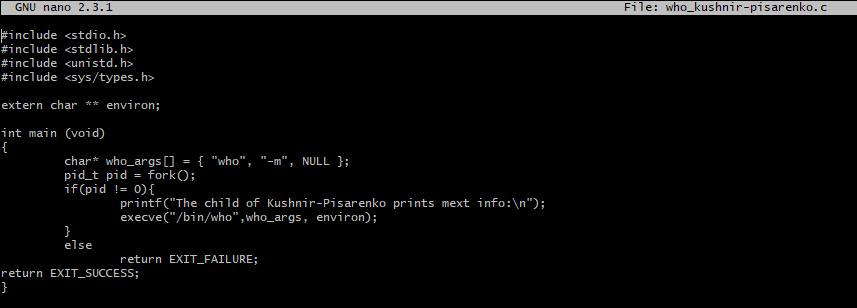 GNU nano 2.3.1 File: who_kushnir-pisarenko.c
#include <stdio.h>
#include <stdlib.h>
#include <unistd.h>
#include <sys/types.h>
extern char ** environ;
int main (void)
{
char* who_args[] = { "who", "-m", NULL };
pid_t pid = fork();
if(pid != 0){
printf("The child of Kushnir-Pisarenko prints mext info:\n");
execve("/bin/who",who_args, environ);
}
else
return EXIT_FAILURE;
return EXIT_SUCCESS;
}